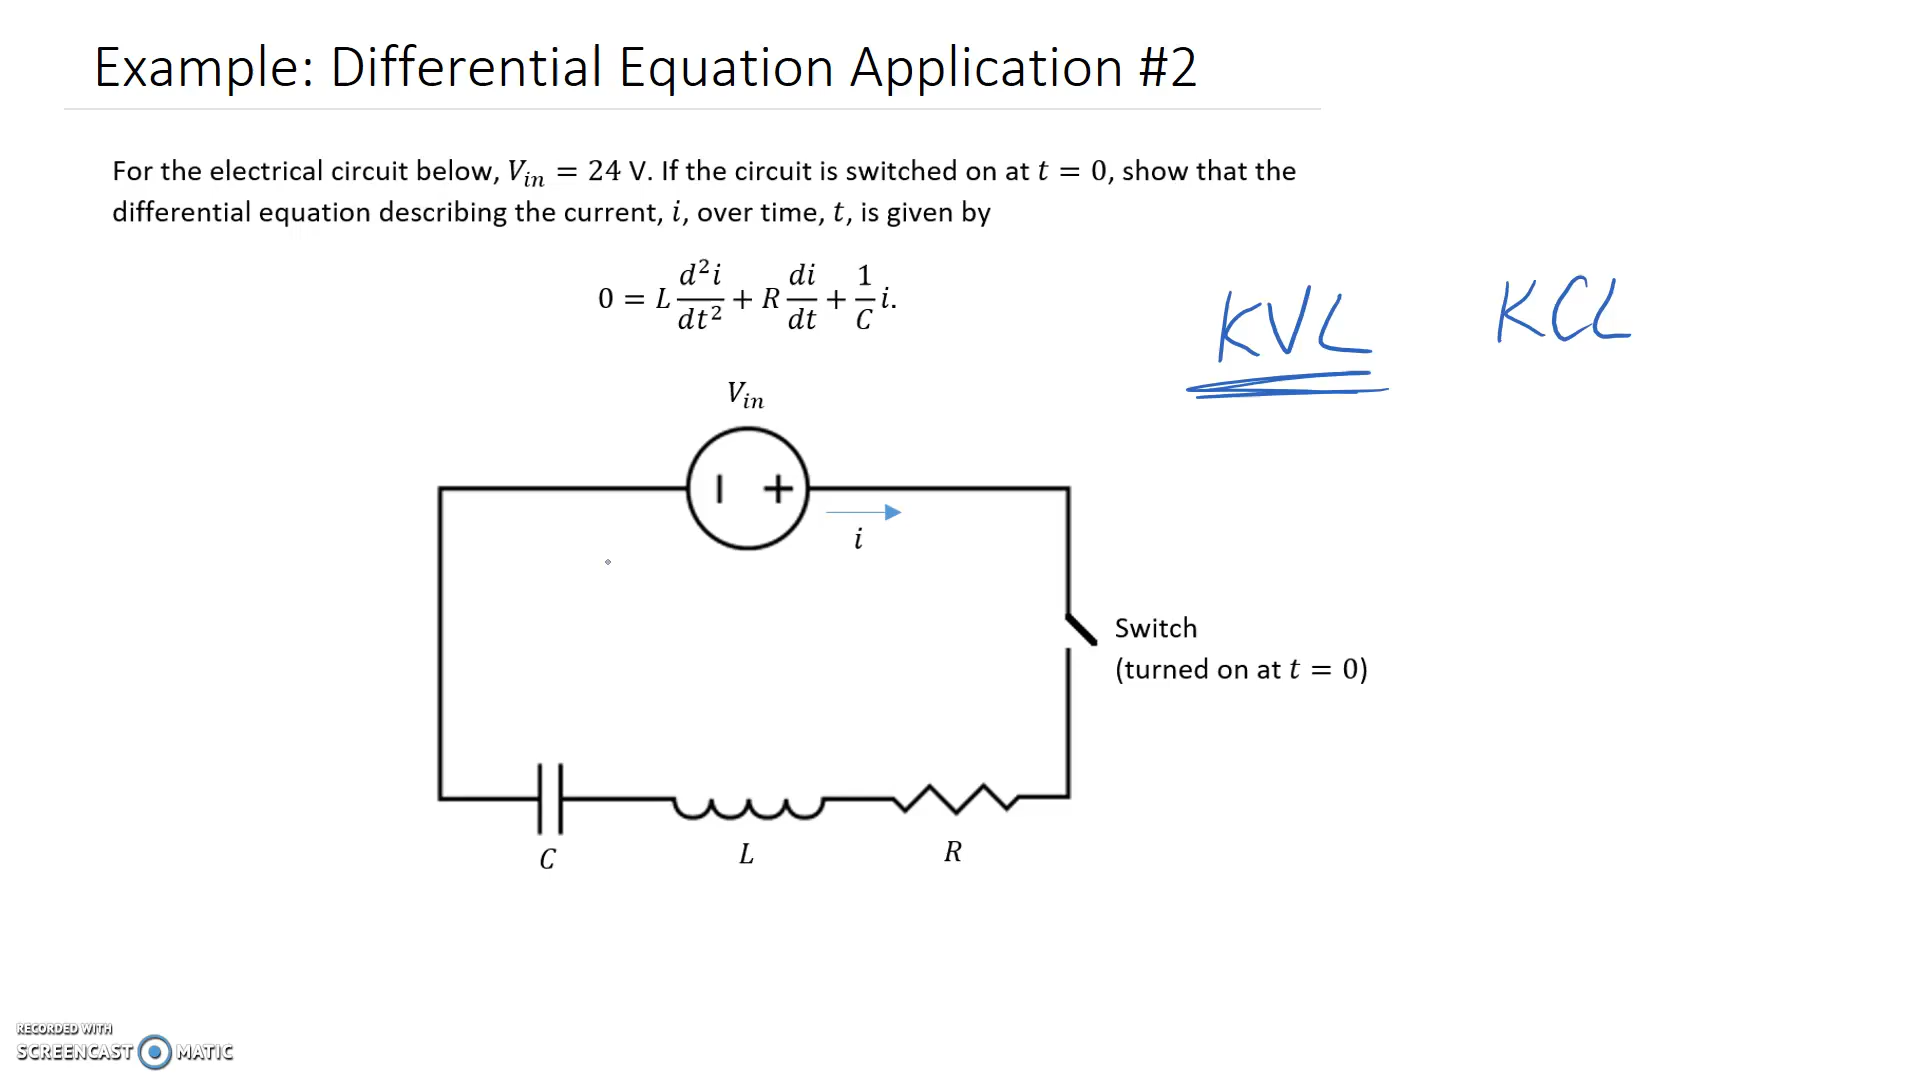 Example: Differential Equation Application #2
For the electrical circuit below, V_in = 24 V. If the circuit is switched on at t = 0, show that the
differential equation describing the current, i, over time, t, is given by
0 = L d²i/dt² + R di/dt + 1/C i.
KVL KCL
V_in
i
Switch
(turned on at t = 0)
C L R
RECORDED WITH
SCREENCAST MATIC